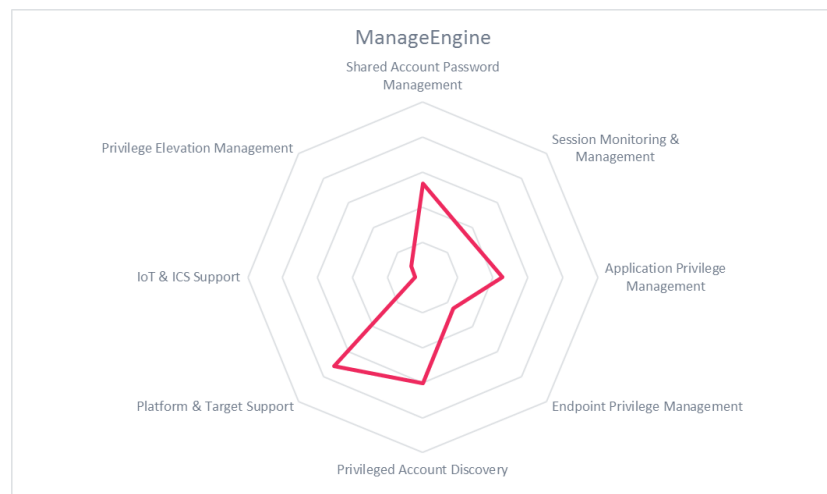 ManageEngine
Shared Account Password
Management
Session Monitoring &
Management
Privilege Elevation Management
Application Privilege
Management
IoT & ICS Support
Endpoint Privilege Management
Platform & Target Support
Privileged Account Discovery